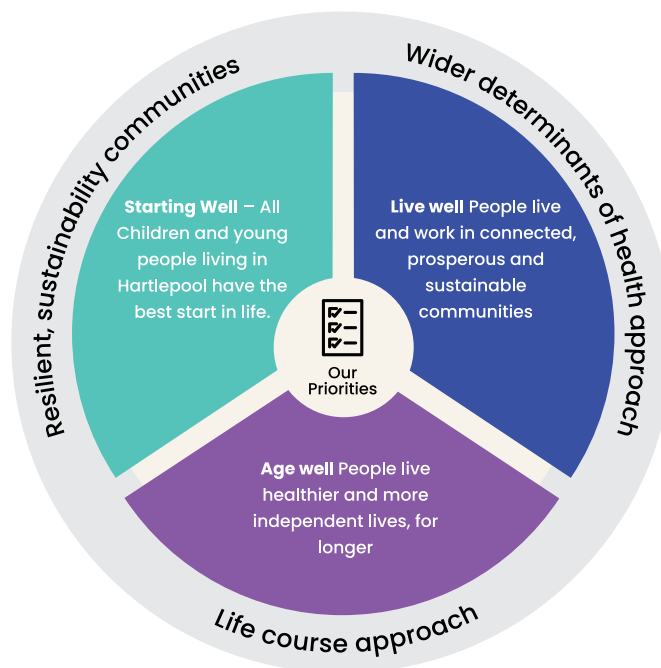 Resilient, sustainability communities
Wider determinants of health approach
Starting Well – All
Children and young
people living in
Hartlepool have the
best start in life.
Live well People live
and work in connected,
prosperous and
sustainable
communities
Our
Priorities
Age well People live
healthier and more
independent lives, for
longer
Life course approach